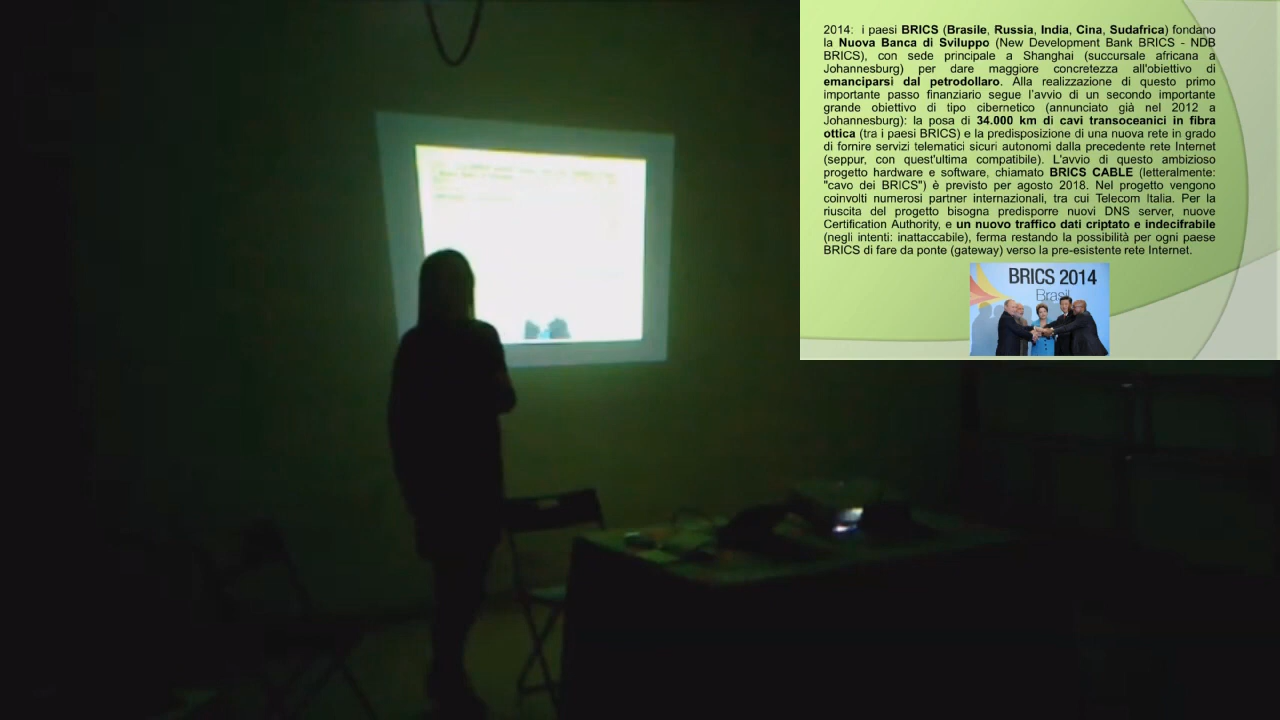 2014: i paesi BRICS (Brasile, Russia, India, Cina, Sudafrica) fondano
la Nuova Banca di Sviluppo (New Development Bank BRICS - NDB
BRICS), con sede principale a Shanghai (succursale africana a
Johannesburg) per dare maggiore concretezza all'obiettivo di
emanciparsi dal petrodollaro. Alla realizzazione di questo primo
importante passo finanziario segue l'avvio di un secondo importante
grande obiettivo di tipo cibernetico (annunciato già nel 2012 a
Johannesburg): la posa di 34.000 km di cavi transoceanici in fibra
ottica (tra i paesi BRICS) e la predisposizione di una nuova rete in grado
di fornire servizi telematici sicuri autonomi dalla precedente rete Internet
(seppur, con quest'ultima compatibile). L'avvio di questo ambizioso
progetto hardware e software, chiamato BRICS CABLE (letteralmente:
"cavo dei BRICS") è previsto per agosto 2018. Nel progetto vengono
coinvolti numerosi partner internazionali, tra cui Telecom Italia. Per la
riuscita del progetto bisogna predisporre nuovi DNS server, nuove
Certification Authority, e un nuovo traffico dati criptato e indecifrabile
(negli intenti: inattaccabile), ferma restando la possibilità per ogni paese
BRICS di fare da ponte (gateway) verso la pre-esistente rete Internet.
BRICS 2014
Brasil